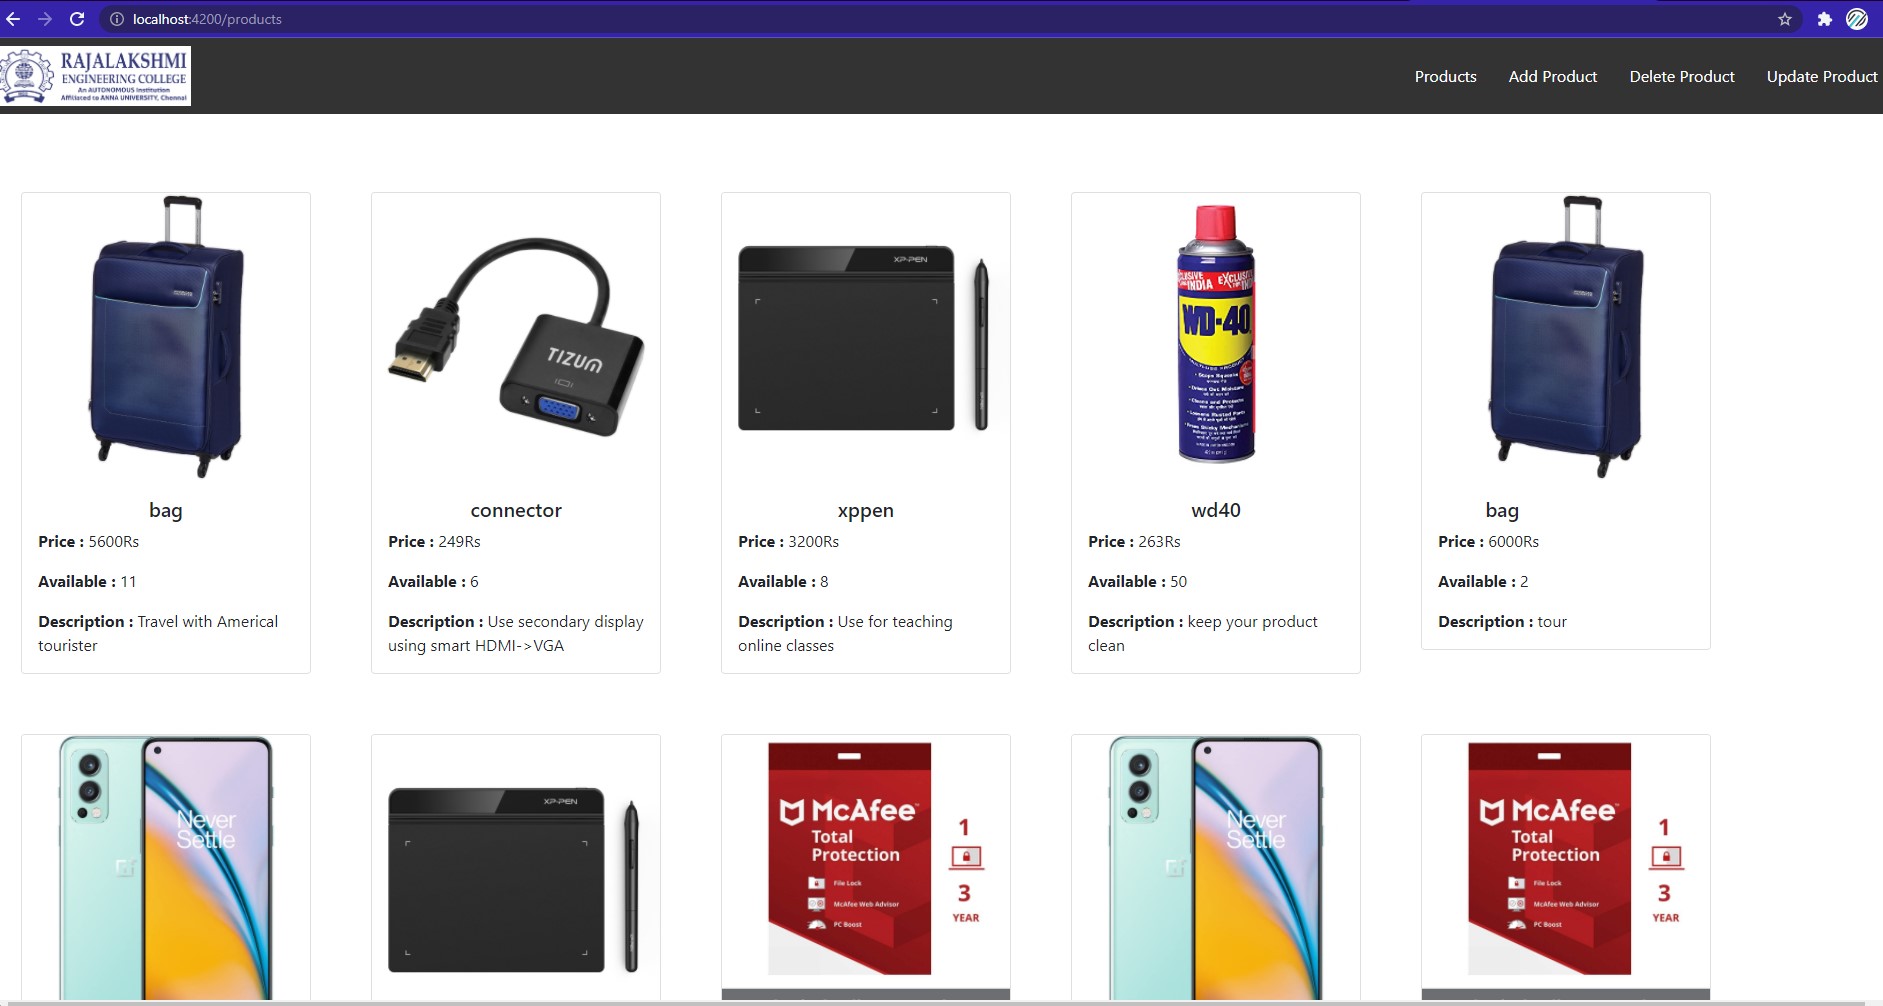 localhost:4200/products
RAJALAKSHMI
ENGINEERING COLLEGE
An AUTONOMOUS Institution
Affiliated to ANNA UNIVERSITY, Chennai
Products Add Product Delete Product Update Product
TIZUM
XP-PEN
EXCLUSIVE
INDIA
WD-40
bag
Price : 5600Rs
Available : 11
Description : Travel with Americal
tourister
connector
Price : 249Rs
Available : 6
Description : Use secondary display
using smart HDMI->VGA
xppen
Price : 3200Rs
Available : 8
Description : Use for teaching
online classes
wd40
Price : 263Rs
Available : 50
Description : keep your product
clean
bag
Price : 6000Rs
Available : 2
Description : tour
Never
Settle
XP-PEN
McAfee
Total
Protection
File Lock
McAfee Web Advisor
PC Boost
1
3
YEAR
Never
Settle
McAfee
Total
Protection
File Lock
McAfee Web Advisor
PC Boost
1
3
YEAR